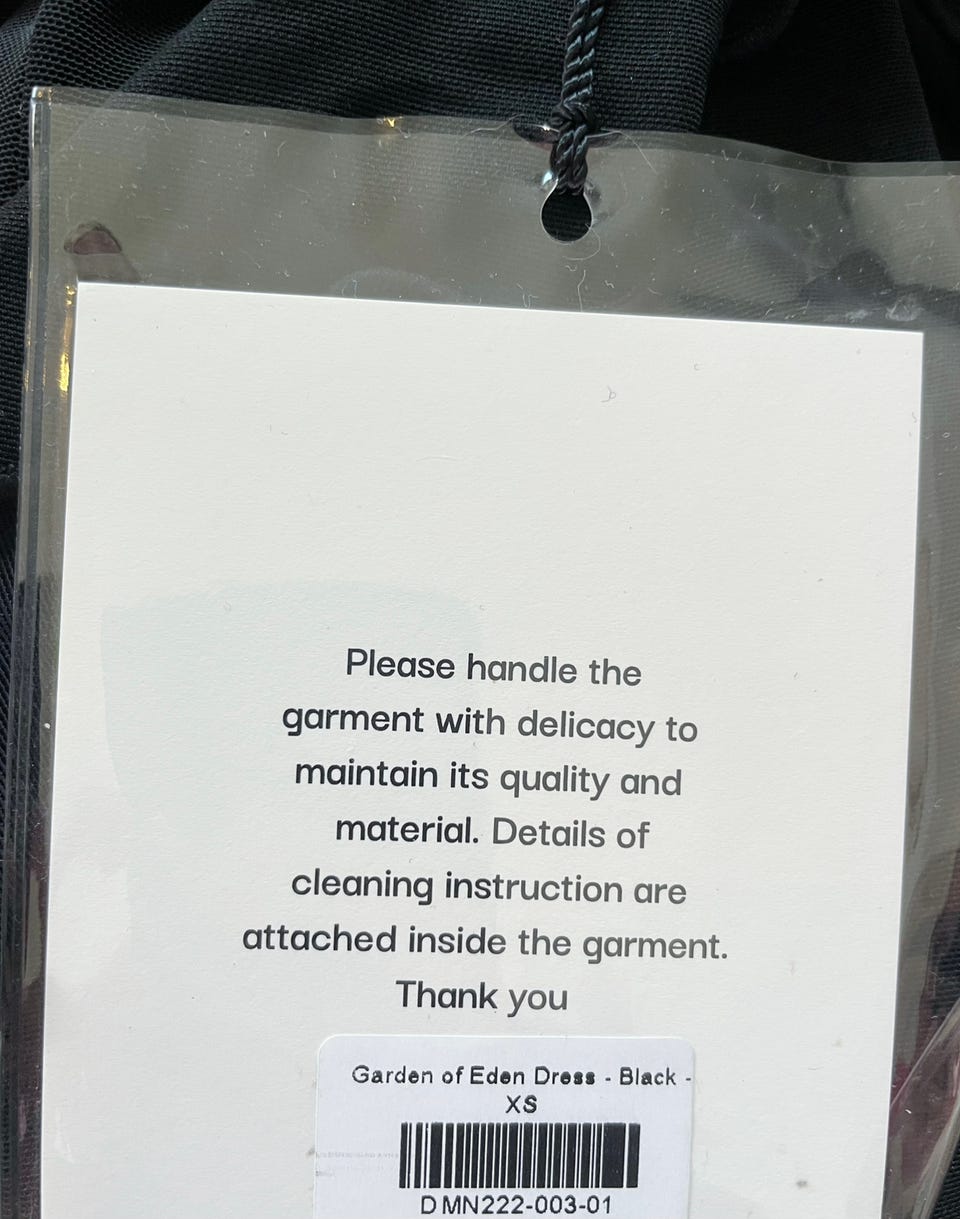 Please handle the
garment with delicacy to
maintain its quality and
material. Details of
cleaning instruction are
attached inside the garment.
Thank you
Garden of Eden Dress - Black -
XS
DMN222-003-01